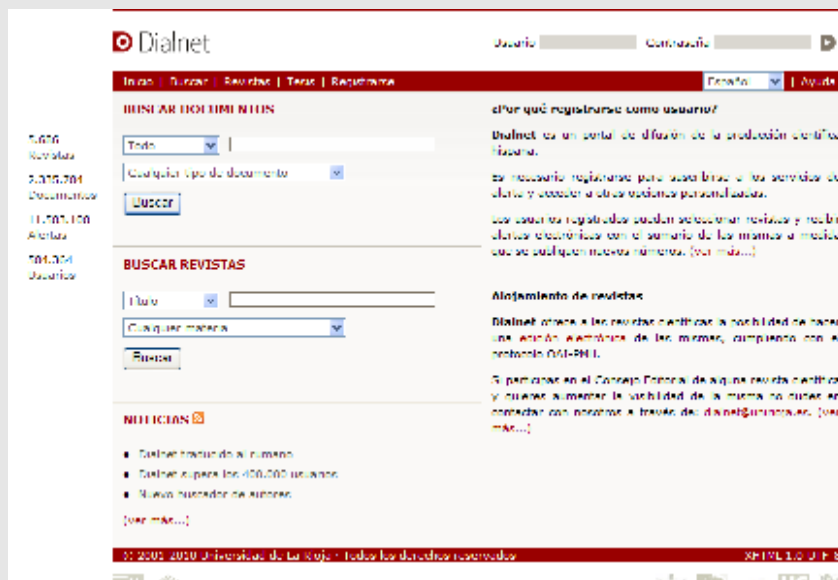 Dialnet
Usuario
Contraseña
Inicio | Buscar | Revistas | Tesis | Registrarse
Español | Ayuda
BUSCAR DOCUMENTOS
Todo
Cualquier tipo de documento
Buscar
Revistas
Documentos
Alertas
Usuarios
BUSCAR REVISTAS
Título
Cualquier materia
Buscar
NOTICIAS
Dialnet traducido al rumano
Dialnet supera los 400.000 usuarios
Nuevo buscador de autores
(ver más...)
¿Por qué registrarse como usuario?
Dialnet es un portal de difusión de la producción científica
hispana.
Es necesario registrarse para suscribirse a los servicios de
alerta y acceder a otras opciones personalizadas.
Los usuarios registrados pueden seleccionar revistas y recibir
alertas electrónicas con el sumario de las mismas a medida
que se publiquen nuevos números. (ver más...)
Alojamiento de revistas
Dialnet ofrece a las revistas científicas la posibilidad de hacer
una edición electrónica de las mismas, cumpliendo con el
protocolo OAI-PMH.
Si participas en el Consejo Editorial de alguna revista científica
y quieres aumentar la visibilidad de la misma no dudes en
contactar con nosotros a través de: dialnet@unirioja.es. (ver
más...)
© 2001-2010 Universidad de La Rioja · Todos los derechos reservados
XHTML 1.0 UTF-8